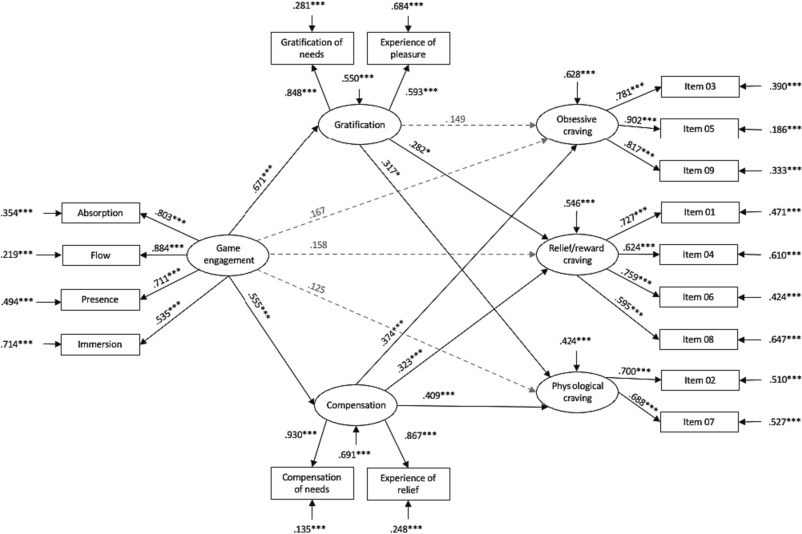 .281***
.684***
Gratification of
needs
Experience of
pleasure
.848***
.550***
.593***
Gratification
.671***
.149
.282*
.317*
.167
.158
.125
.628***
Obsessive
craving
.781***
.902***
.817***
Item 03
.390***
Item 05
.186***
Item 09
.333***
.354***
Absorption
.803***
.219***
Flow
.884***
.494***
Presence
.711***
.714***
Immersion
.535***
Game
engagement
.555***
.546***
Relief/reward
craving
.727***
.624***
.759***
.595***
Item 01
.471***
Item 04
.610***
Item 06
.424***
Item 08
.647***
.374***
.323***
.409***
.424***
Physological
craving
.700***
.688***
Item 02
.510***
Item 07
.527***
Compensation
.930***
.691***
.867***
Compensation
of needs
Experience of
relief
.135***
.248***